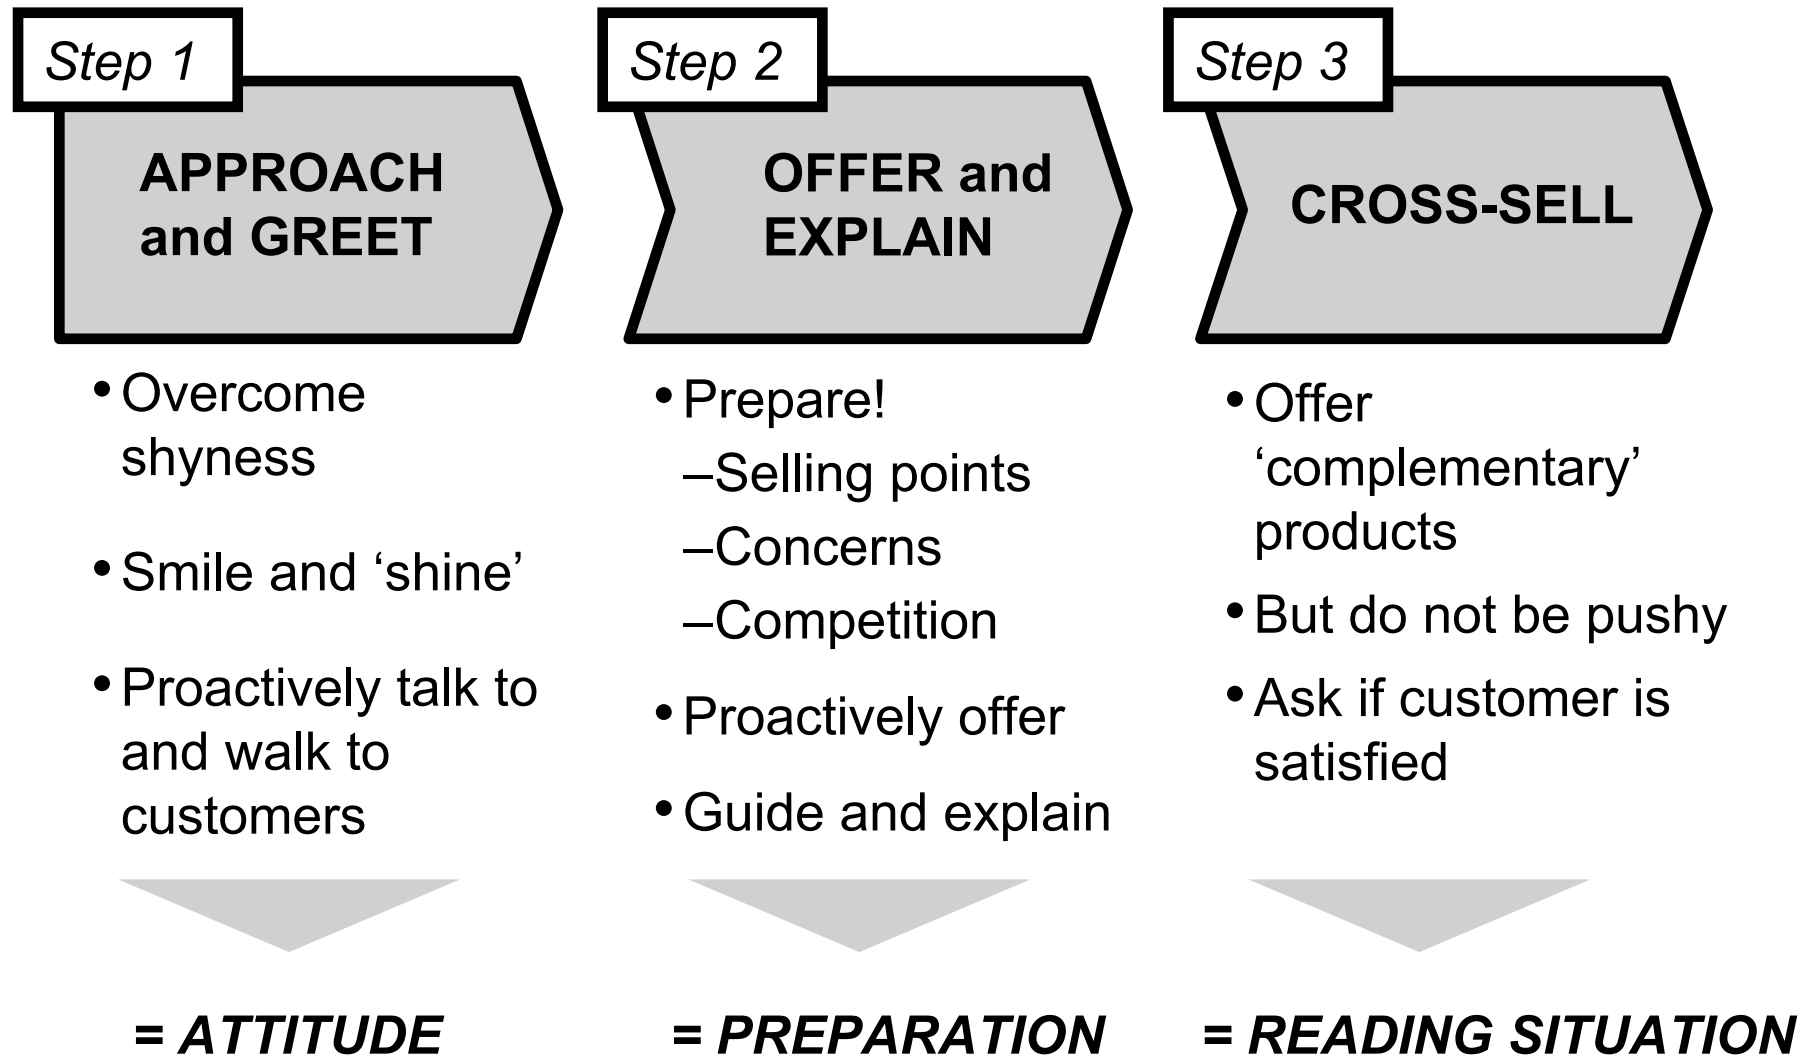 Step 1
APPROACH
and GREET
• Overcome
shyness
• Smile and ‘shine’
• Proactively talk to
and walk to
customers
= ATTITUDE
Step 2
OFFER and
EXPLAIN
• Prepare!
–Selling points
–Concerns
–Competition
• Proactively offer
• Guide and explain
= PREPARATION
Step 3
CROSS-SELL
• Offer
‘complementary’
products
• But do not be pushy
• Ask if customer is
satisfied
= READING SITUATION